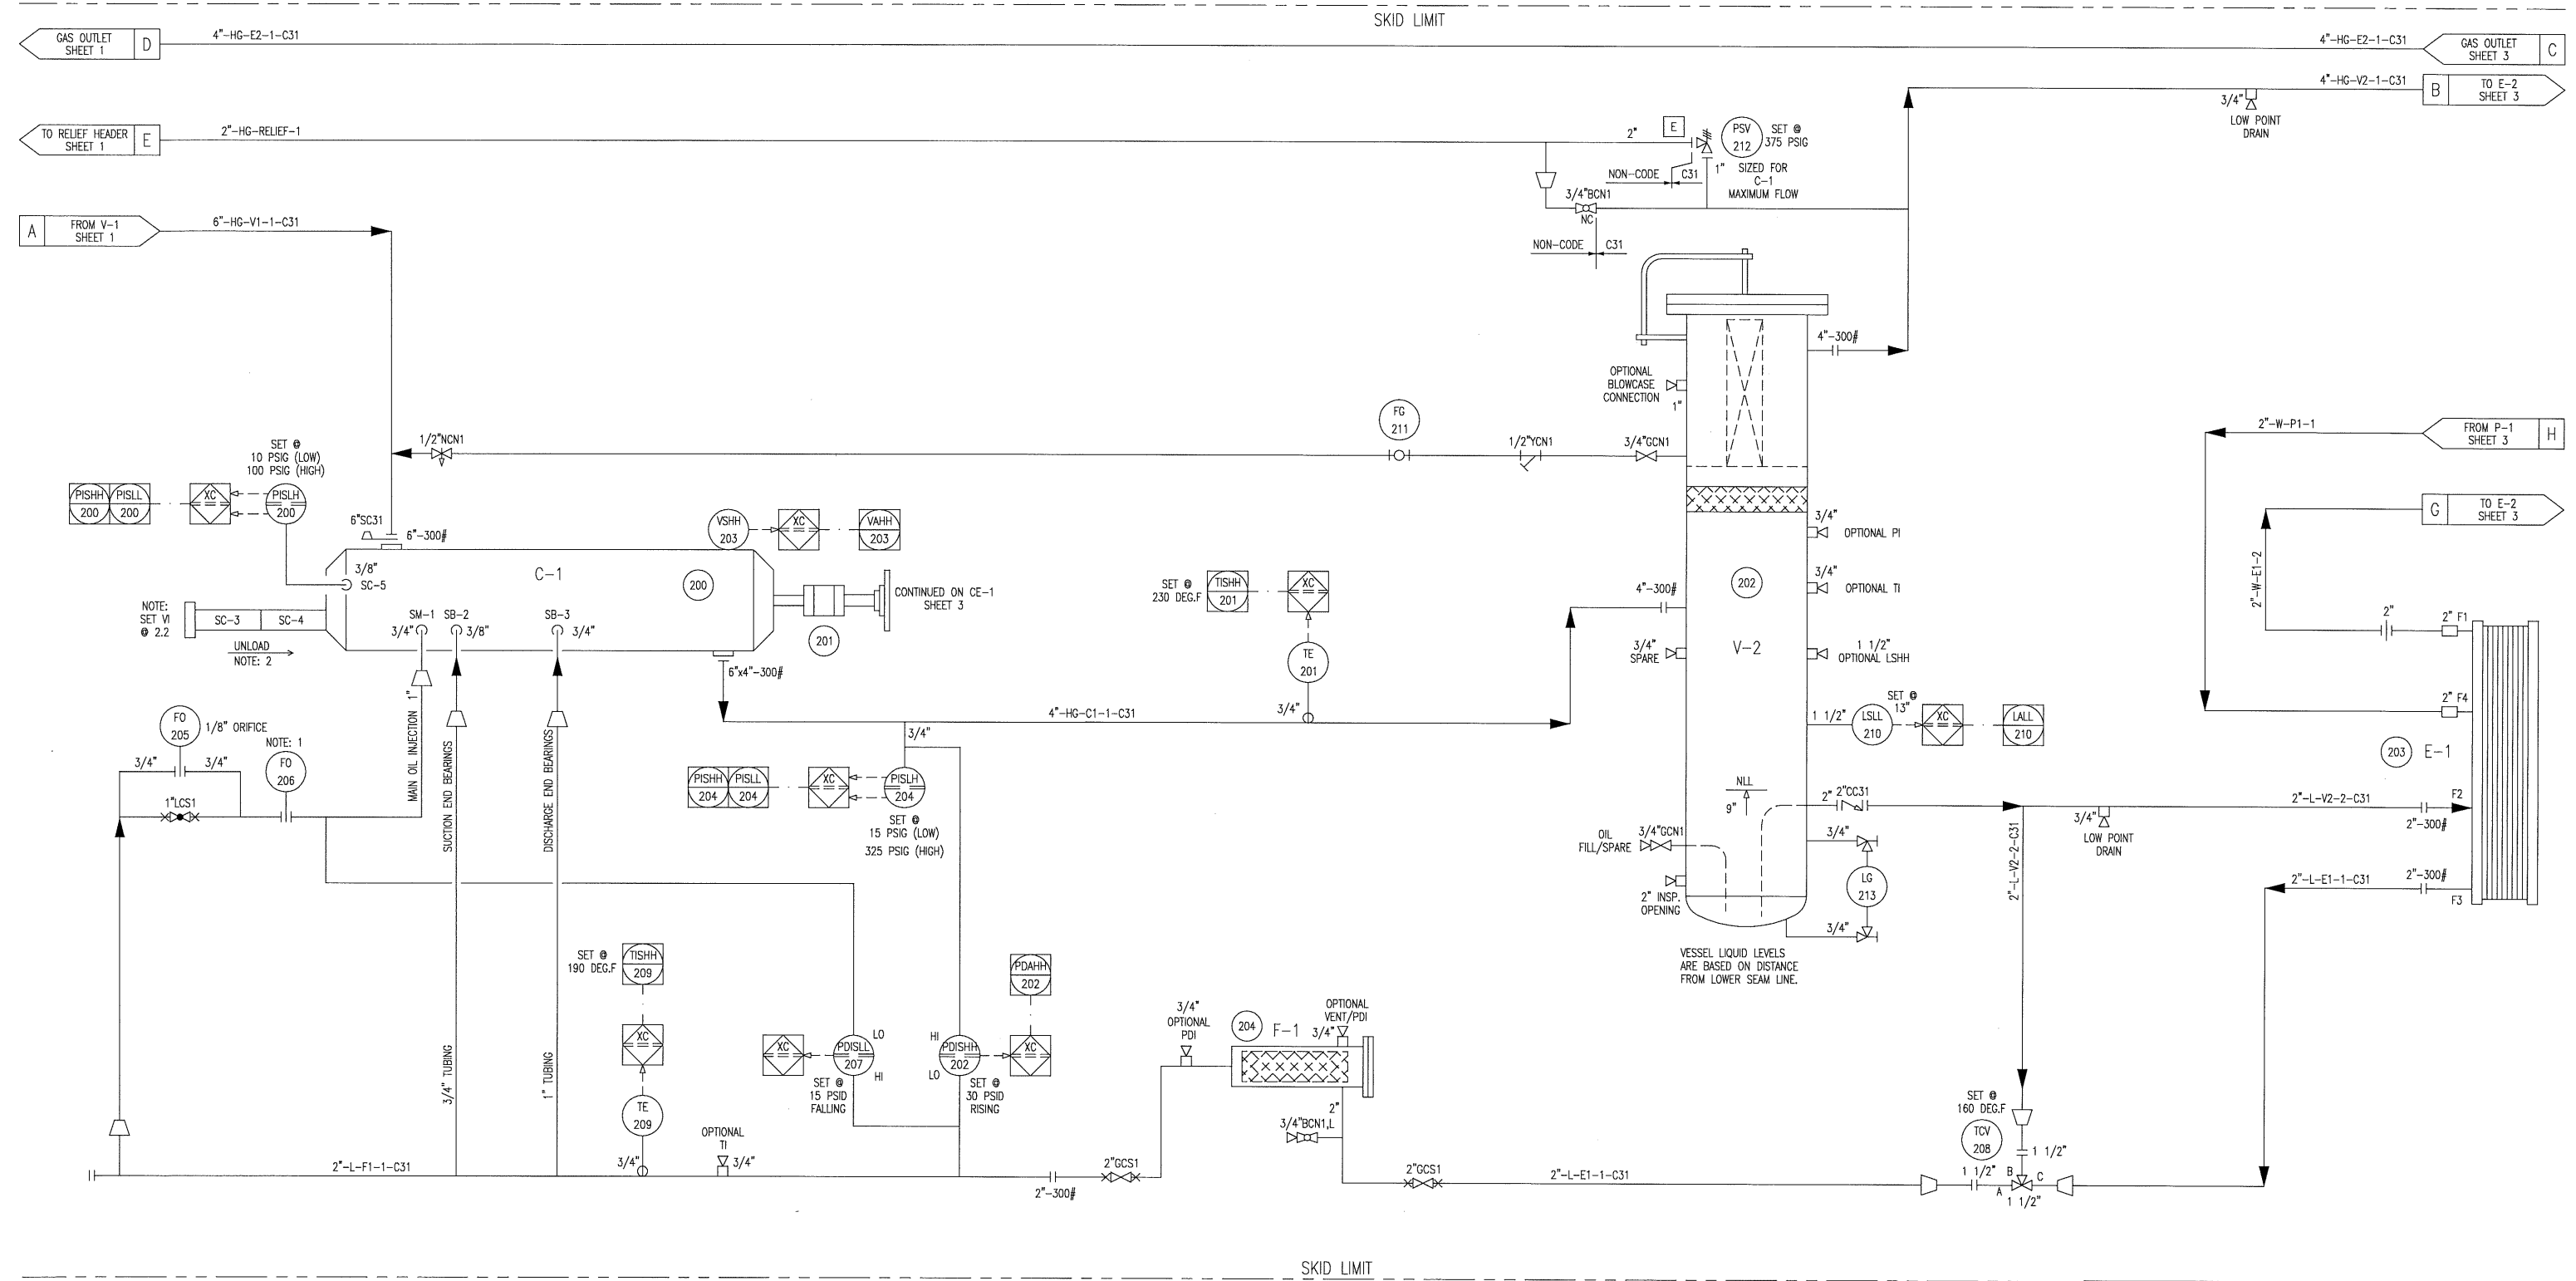 SKID LIMIT
GAS OUTLET
SHEET 1
D
4"-HG-E2-1-C31
4"-HG-E2-1-C31
GAS OUTLET
SHEET 3
C
4"-HG-V2-1-C31
B
TO E-2
SHEET 3
3/4"
LOW POINT
DRAIN
TO RELIEF HEADER
SHEET 1
E
2"-HG-RELIEF-1
2"
E
PSV
212
SET @
375 PSIG
1"
SIZED FOR
C-1
MAXIMUM FLOW
NON-CODE
C31
3/4"BCN1
NC
NON-CODE
C31
A
FROM V-1
SHEET 1
6"-HG-V1-1-C31
4"-300#
OPTIONAL
BLOWCASE
CONNECTION
1"
FG
211
1/2"NCN1
1/2"YCN1
3/4"GCN1
2"-W-P1-1
FROM P-1
SHEET 3
H
SET @
10 PSIG (LOW)
100 PSIG (HIGH)
PISHH
200
PISLL
200
XC
PISLH
200
6"SC31
6"-300#
VSHH
203
XC
VAHH
203
G
TO E-2
SHEET 3
2"-W-E1-2
3/4"
OPTIONAL PI
3/4"
OPTIONAL TI
C-1
200
3/8"
SC-5
NOTE:
SET VI
@ 2.2
SC-3
SC-4
UNLOAD
NOTE: 2
SM-1
3/4"
SB-2
3/8"
SB-3
3/4"
201
CONTINUED ON CE-1
SHEET 3
6"x4"-300#
SET @
230 DEG.F
TISHH
201
XC
TE
201
3/4"
4"-300#
202
V-2
3/4"
SPARE
1 1/2"
OPTIONAL LSHH
2"
2" F1
2" F4
203
E-1
4"-HG-C1-1-C31
3/4"
FO
205
1/8" ORIFICE
NOTE: 1
FO
206
3/4"
3/4"
1"LCS1
MAIN OIL INJECTION 1"
SUCTION END BEARINGS
DISCHARGE END BEARINGS
3/4" TUBING
1" TUBING
PISHH
204
PISLL
204
XC
PISLH
204
SET @
15 PSIG (LOW)
325 PSIG (HIGH)
1 1/2"
LSLL
210
SET @
13"
XC
LALL
210
NLL
9"
2"
2"CC31
2"-L-V2-2-C31
3/4"
LOW POINT
DRAIN
2"-L-V2-2-C31
F2
2"-300#
OIL
FILL/SPARE
3/4"GCN1
3/4"
LG
213
3/4"
2" INSP.
OPENING
2"-L-E1-1-C31
2"-300#
F3
VESSEL LIQUID LEVELS
ARE BASED ON DISTANCE
FROM LOWER SEAM LINE.
SET @
190 DEG.F
TISHH
209
XC
TE
209
3/4"
OPTIONAL
TI
3/4"
XC
PDISLL
207
LO
HI
SET @
15 PSID
FALLING
HI
PDISHH
202
LO
SET @
30 PSID
RISING
PDAHH
202
XC
3/4"
OPTIONAL
PDI
204
F-1
OPTIONAL
VENT/PDI
3/4"
2"
3/4"BCN1,L
2"-L-F1-1-C31
2"-300#
2"GCS1
2"GCS1
2"-L-E1-1-C31
SET @
160 DEG.F
TCV
208
1 1/2"
1 1/2"
B
A
C
1 1/2"
SKID LIMIT